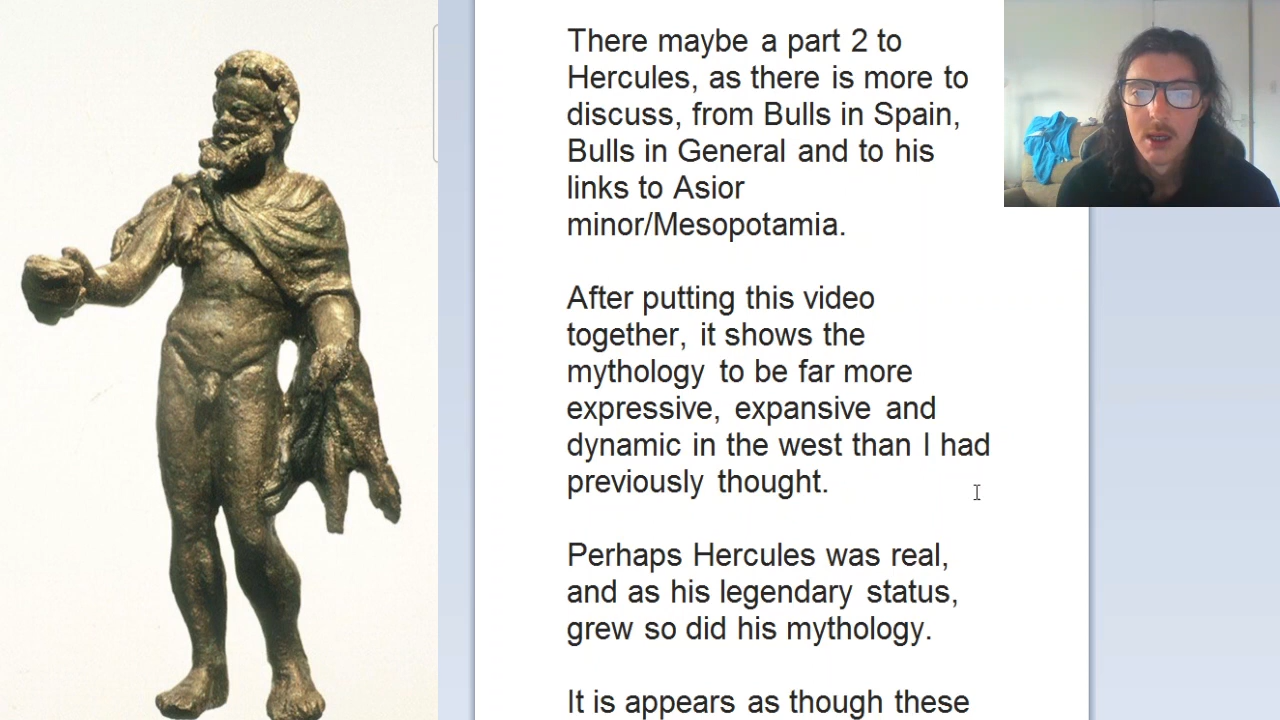 There maybe a part 2 to
Hercules, as there is more to
discuss, from Bulls in Spain,
Bulls in General and to his
links to Asior
minor/Mesopotamia.
After putting this video
together, it shows the
mythology to be far more
expressive, expansive and
dynamic in the west than I had
previously thought.
Perhaps Hercules was real,
and as his legendary status,
grew so did his mythology.
It is appears as though these